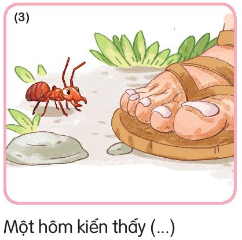 (3)
Một hôm kiến thấy (...)